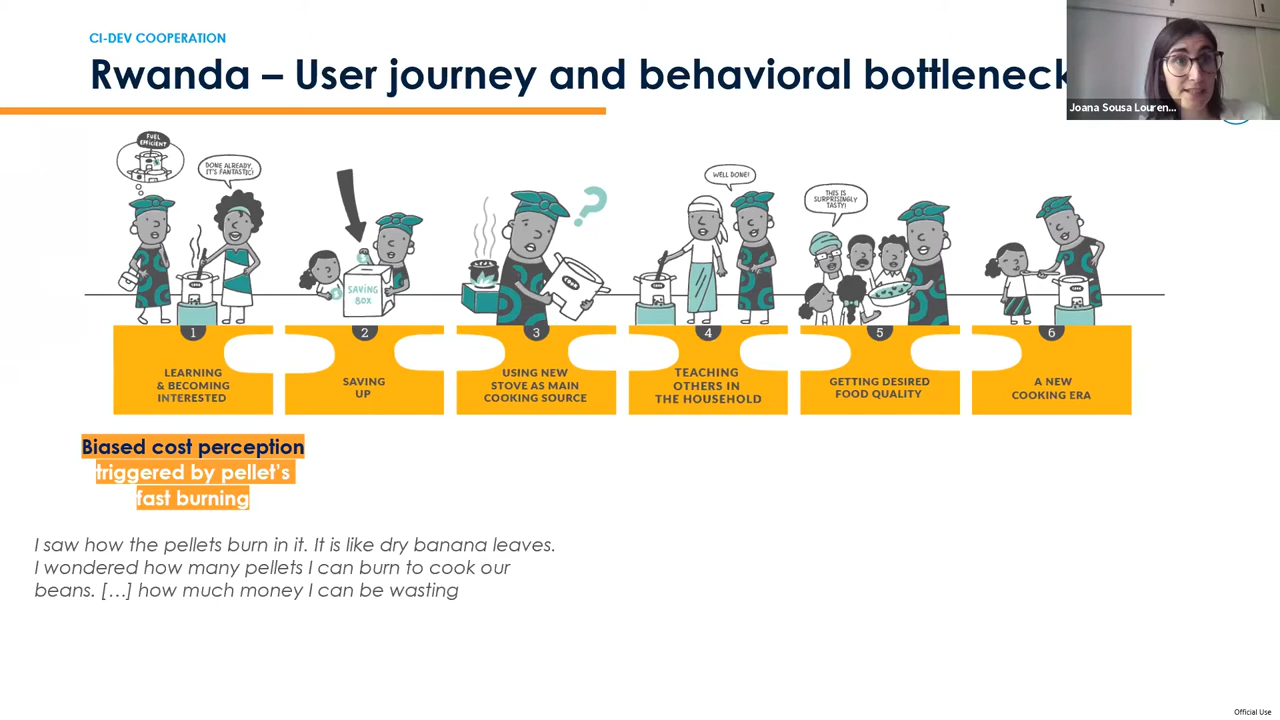 CI-DEV COOPERATION
Rwanda – User journey and behavioral bottleneck
Joana Sousa Louren...
FUEL
EFFICIENT
DONE ALREADY,
IT'S FANTASTIC!
SAVING
BOX
?
WELL DONE!
THIS IS
SURPRISINGLY
TASTY!
1
LEARNING
& BECOMING
INTERESTED
2
SAVING
UP
3
USING NEW
STOVE AS MAIN
COOKING SOURCE
4
TEACHING
OTHERS IN
THE HOUSEHOLD
5
GETTING DESIRED
FOOD QUALITY
6
A NEW
COOKING ERA
Biased cost perception
triggered by pellet's
fast burning
I saw how the pellets burn in it. It is like dry banana leaves.
I wondered how many pellets I can burn to cook our
beans. […] how much money I can be wasting
Official Use